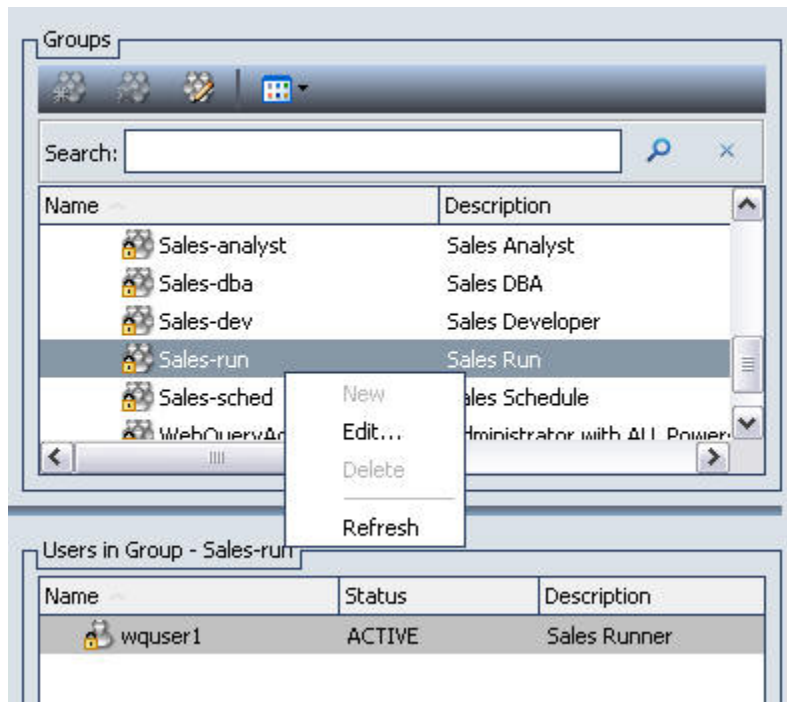 Groups
Search:
Name Description
Sales-analyst Sales Analyst
Sales-dba Sales DBA
Sales-dev Sales Developer
Sales-run Sales Run
Sales-sched ales Schedule
New
WebQueryAd dministrator with ALL Power
Edit...
Delete
Refresh
Users in Group - Sales-run
Name Status Description
wquser1 ACTIVE Sales Runner